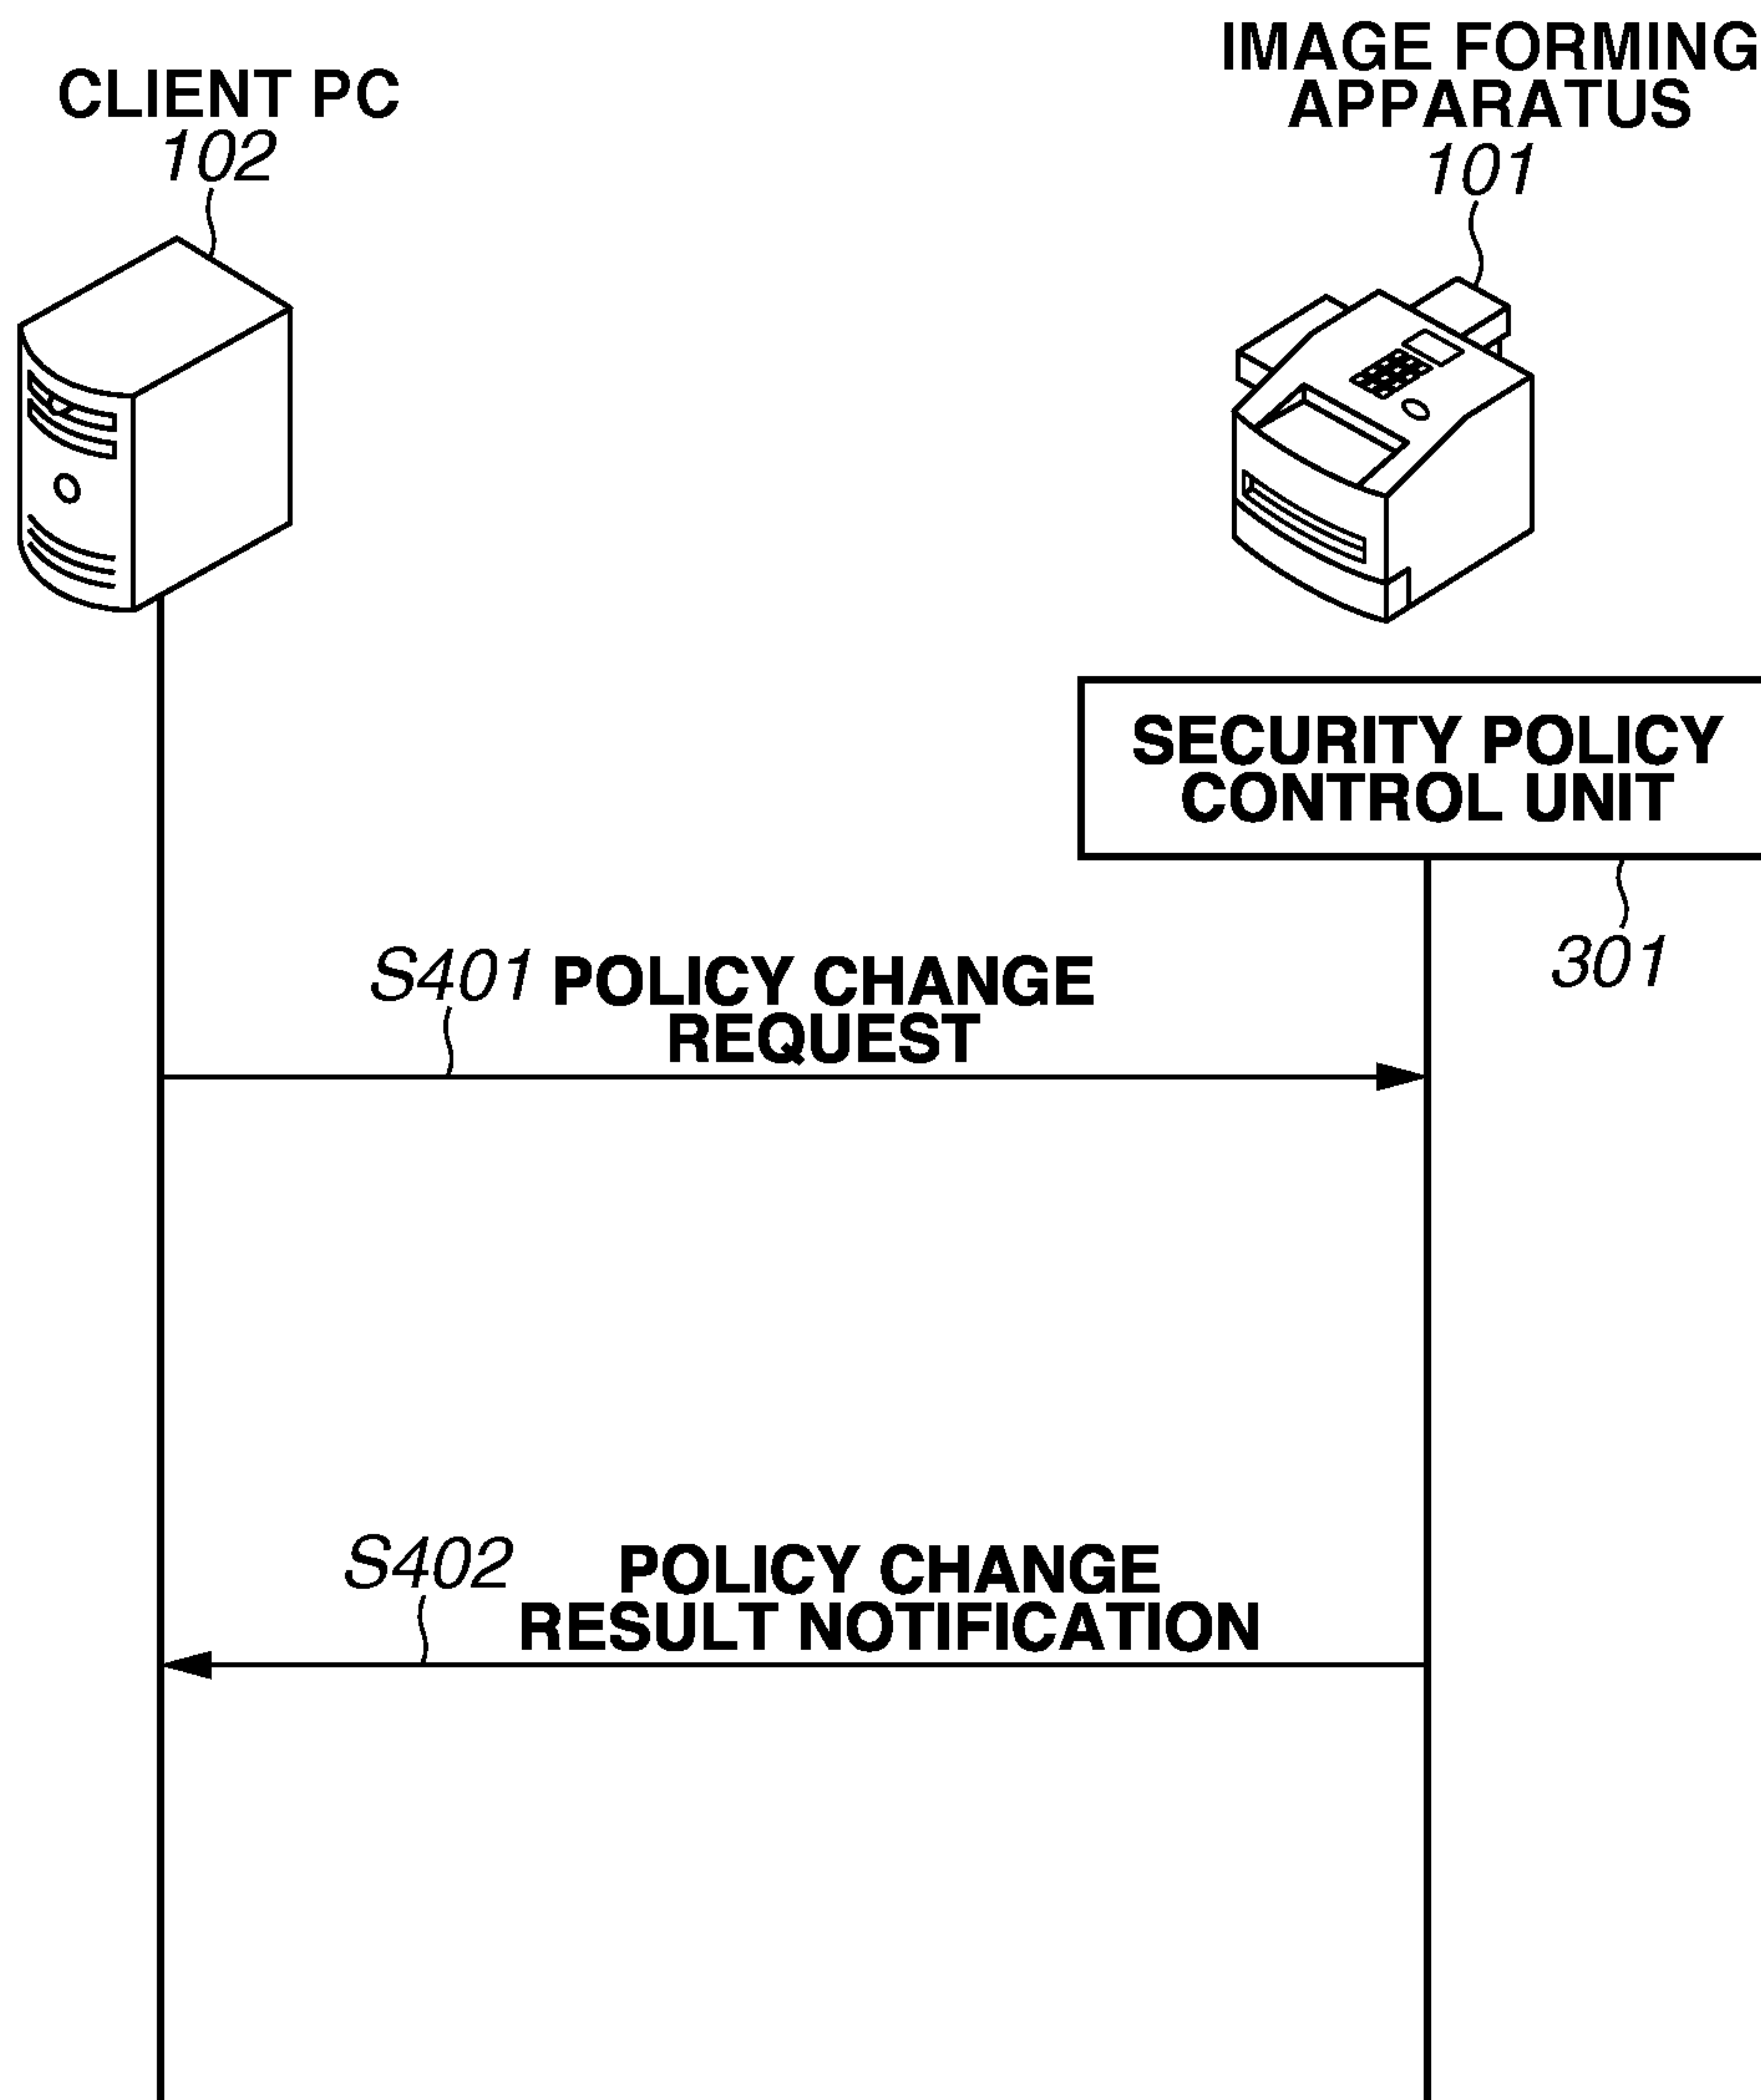 CLIENT PC
102
IMAGE FORMING
APPARATUS
101
SECURITY POLICY
CONTROL UNIT
301
S401 POLICY CHANGE
REQUEST
S402 POLICY CHANGE
RESULT NOTIFICATION